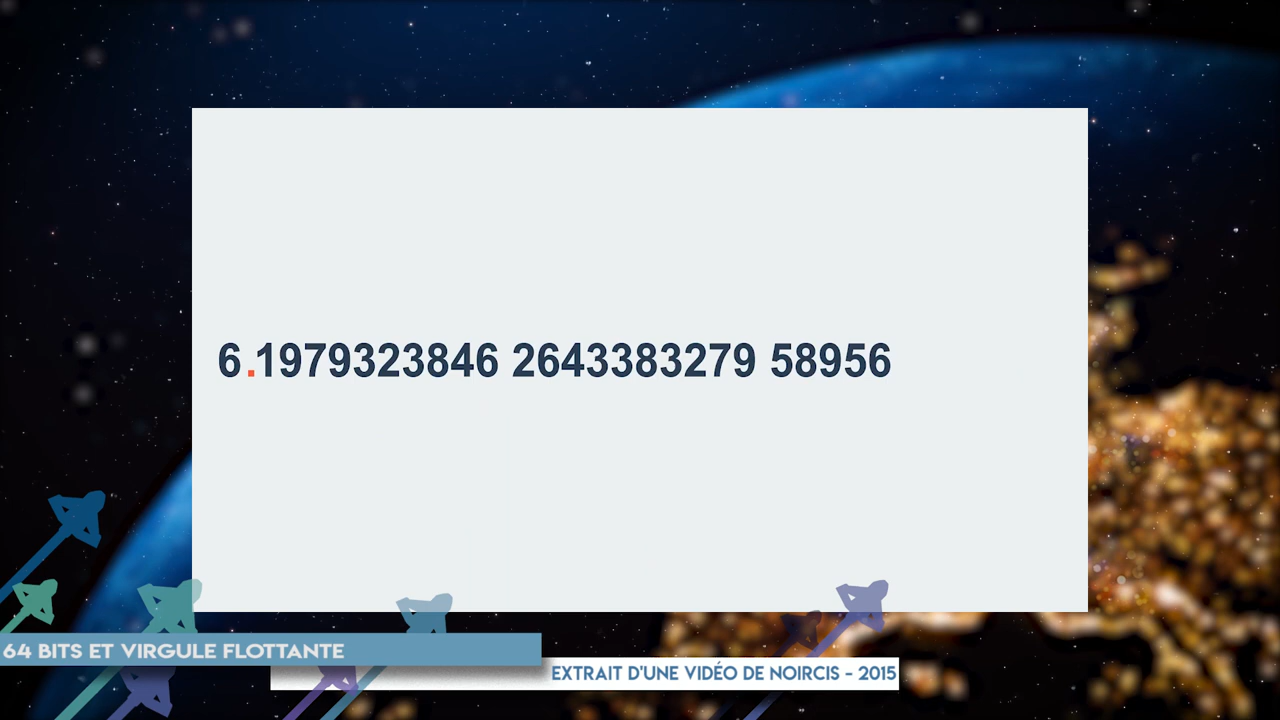 6.1979323846 2643383279 58956
64 BITS ET VIRGULE FLOTTANTE
EXTRAIT D'UNE VIDÉO DE NOIRCIS - 2015